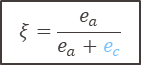 ξ = e_a / (e_a + e_c)